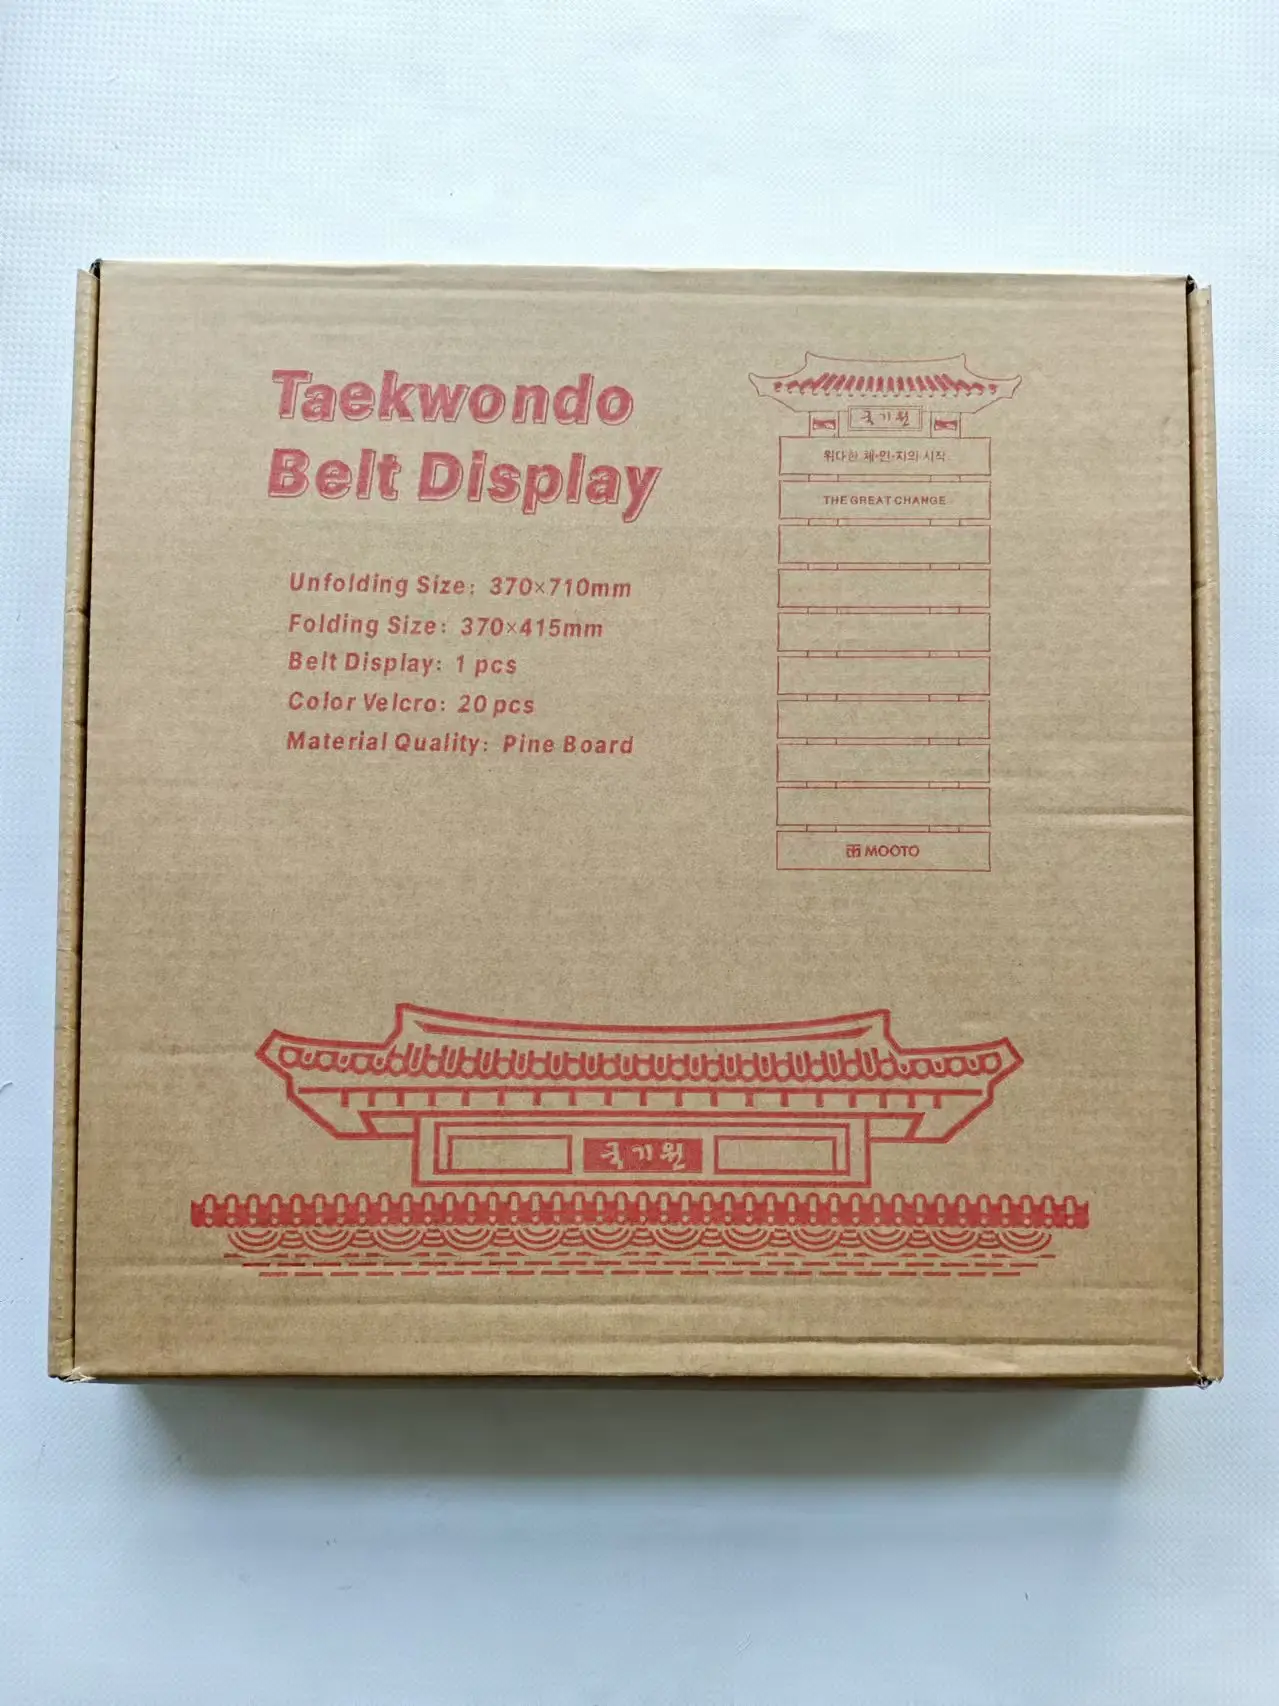 Taekwondo
Belt Display
Unfolding Size: 370×710mm
Folding Size: 370×415mm
Belt Display: 1 pcs
Color Velcro: 20 pcs
Material Quality: Pine Board
국기원
위대한 체·인·지의 시작
THE GREAT CHANGE
MOOTO
국기원